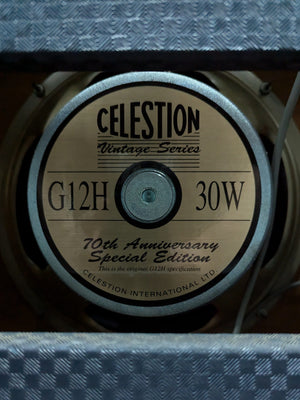 CELESTION
Vintage Series
G12H 30W
70th Anniversary
Special Edition
This is the original G12H specification
CELESTION INTERNATIONAL LTD